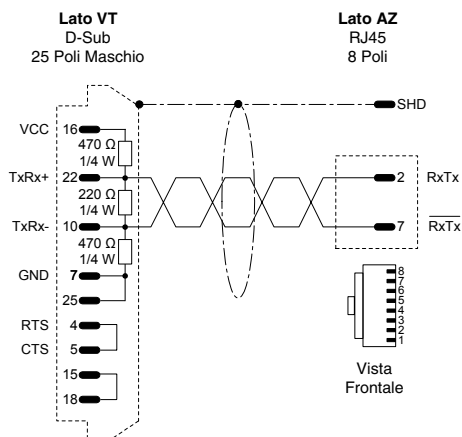 Lato VT
D-Sub
25 Poli Maschio
Lato AZ
RJ45
8 Poli
SHD
VCC 16
470 Ω
1/4 W
TxRx+ 22
2 RxTx
220 Ω
1/4 W
TxRx- 10
7 RxTx
470 Ω
1/4 W
GND 7
25
RTS 4
CTS 5
15
18
8
7
6
5
4
3
2
1
Vista
Frontale